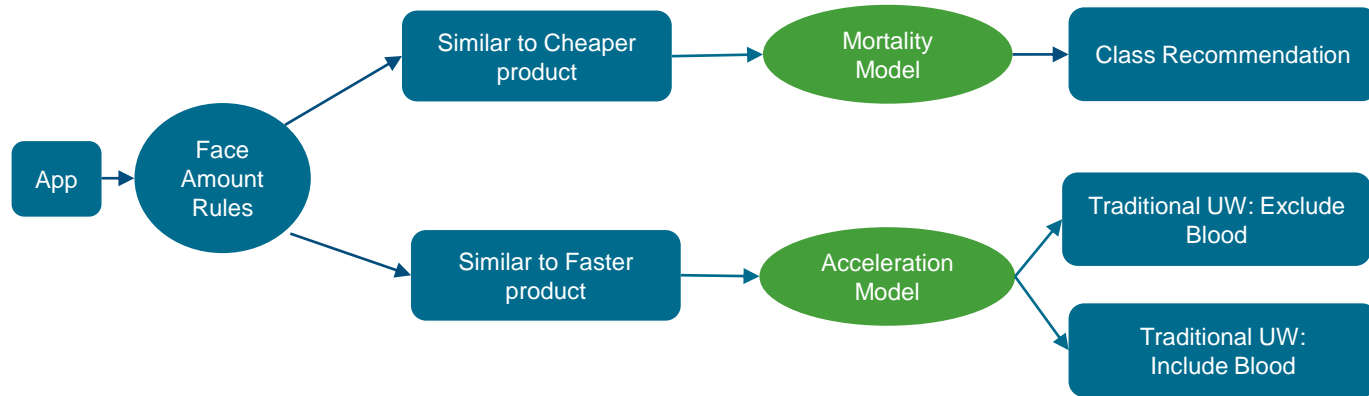 App
Face
Amount
Rules
Similar to Cheaper
product
Mortality
Model
Class Recommendation
Similar to Faster
product
Acceleration
Model
Traditional UW: Exclude
Blood
Traditional UW:
Include Blood